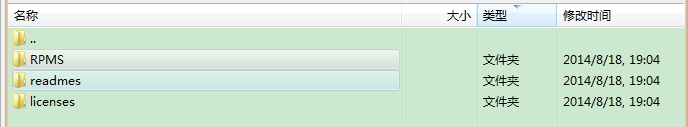 名称 大小 类型 修改时间
..
RPMS 文件夹 2014/8/18, 19:04
readmes 文件夹 2014/8/18, 19:04
licenses 文件夹 2014/8/18, 19:04